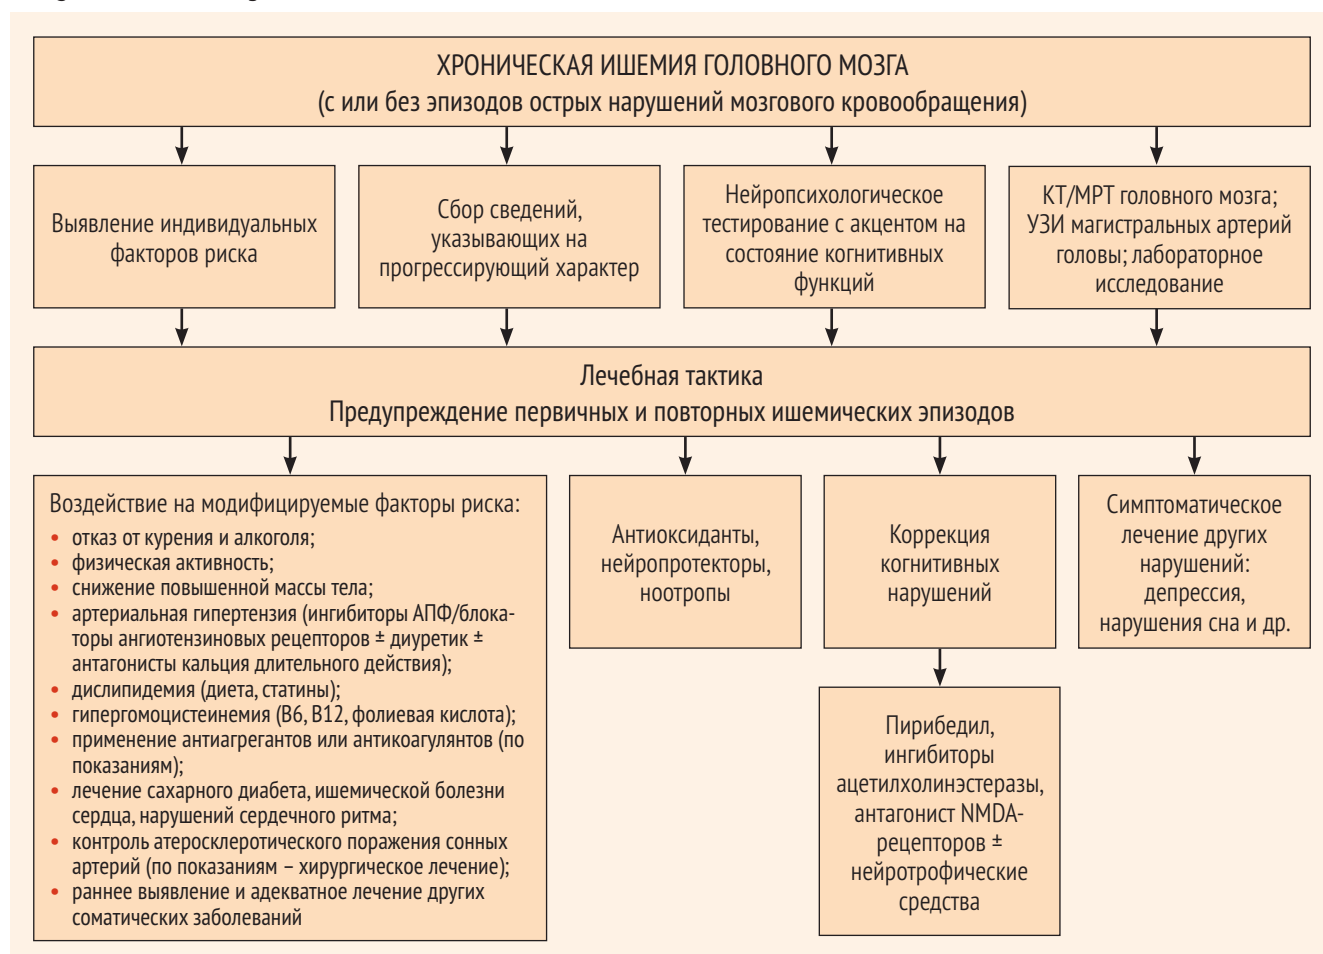 ХРОНИЧЕСКАЯ ИШЕМИЯ ГОЛОВНОГО МОЗГА
(с или без эпизодов острых нарушений мозгового кровообращения)
Выявление индивидуальных
факторов риска
Сбор сведений,
указывающих на
прогрессирующий характер
Нейропсихологическое
тестирование с акцентом на
состояние когнитивных
функций
КТ/МРТ головного мозга;
УЗИ магистральных артерий
головы; лабораторное
исследование
Лечебная тактика
Предупреждение первичных и повторных ишемических эпизодов
Воздействие на модифицируемые факторы риска:
• отказ от курения и алкоголя;
• физическая активность;
• снижение повышенной массы тела;
• артериальная гипертензия (ингибиторы АПФ/блока-
торы ангиотензиновых рецепторов ± диуретик ±
антагонисты кальция длительного действия);
• дислипидемия (диета, статины);
• гипергомоцистеинемия (В6, В12, фолиевая кислота);
• применение антиагрегантов или антикоагулянтов (по
показаниям);
• лечение сахарного диабета, ишемической болезни
сердца, нарушений сердечного ритма;
• контроль атеросклеротического поражения сонных
артерий (по показаниям – хирургическое лечение);
• раннее выявление и адекватное лечение других
соматических заболеваний
Антиоксиданты,
нейропротекторы,
ноотропы
Коррекция
когнитивных
нарушений
Пирибедил,
ингибиторы
ацетилхолинэстеразы,
антагонист NMDA-
рецепторов ±
нейротрофические
средства
Симптоматическое
лечение других
нарушений:
депрессия,
нарушения сна и др.